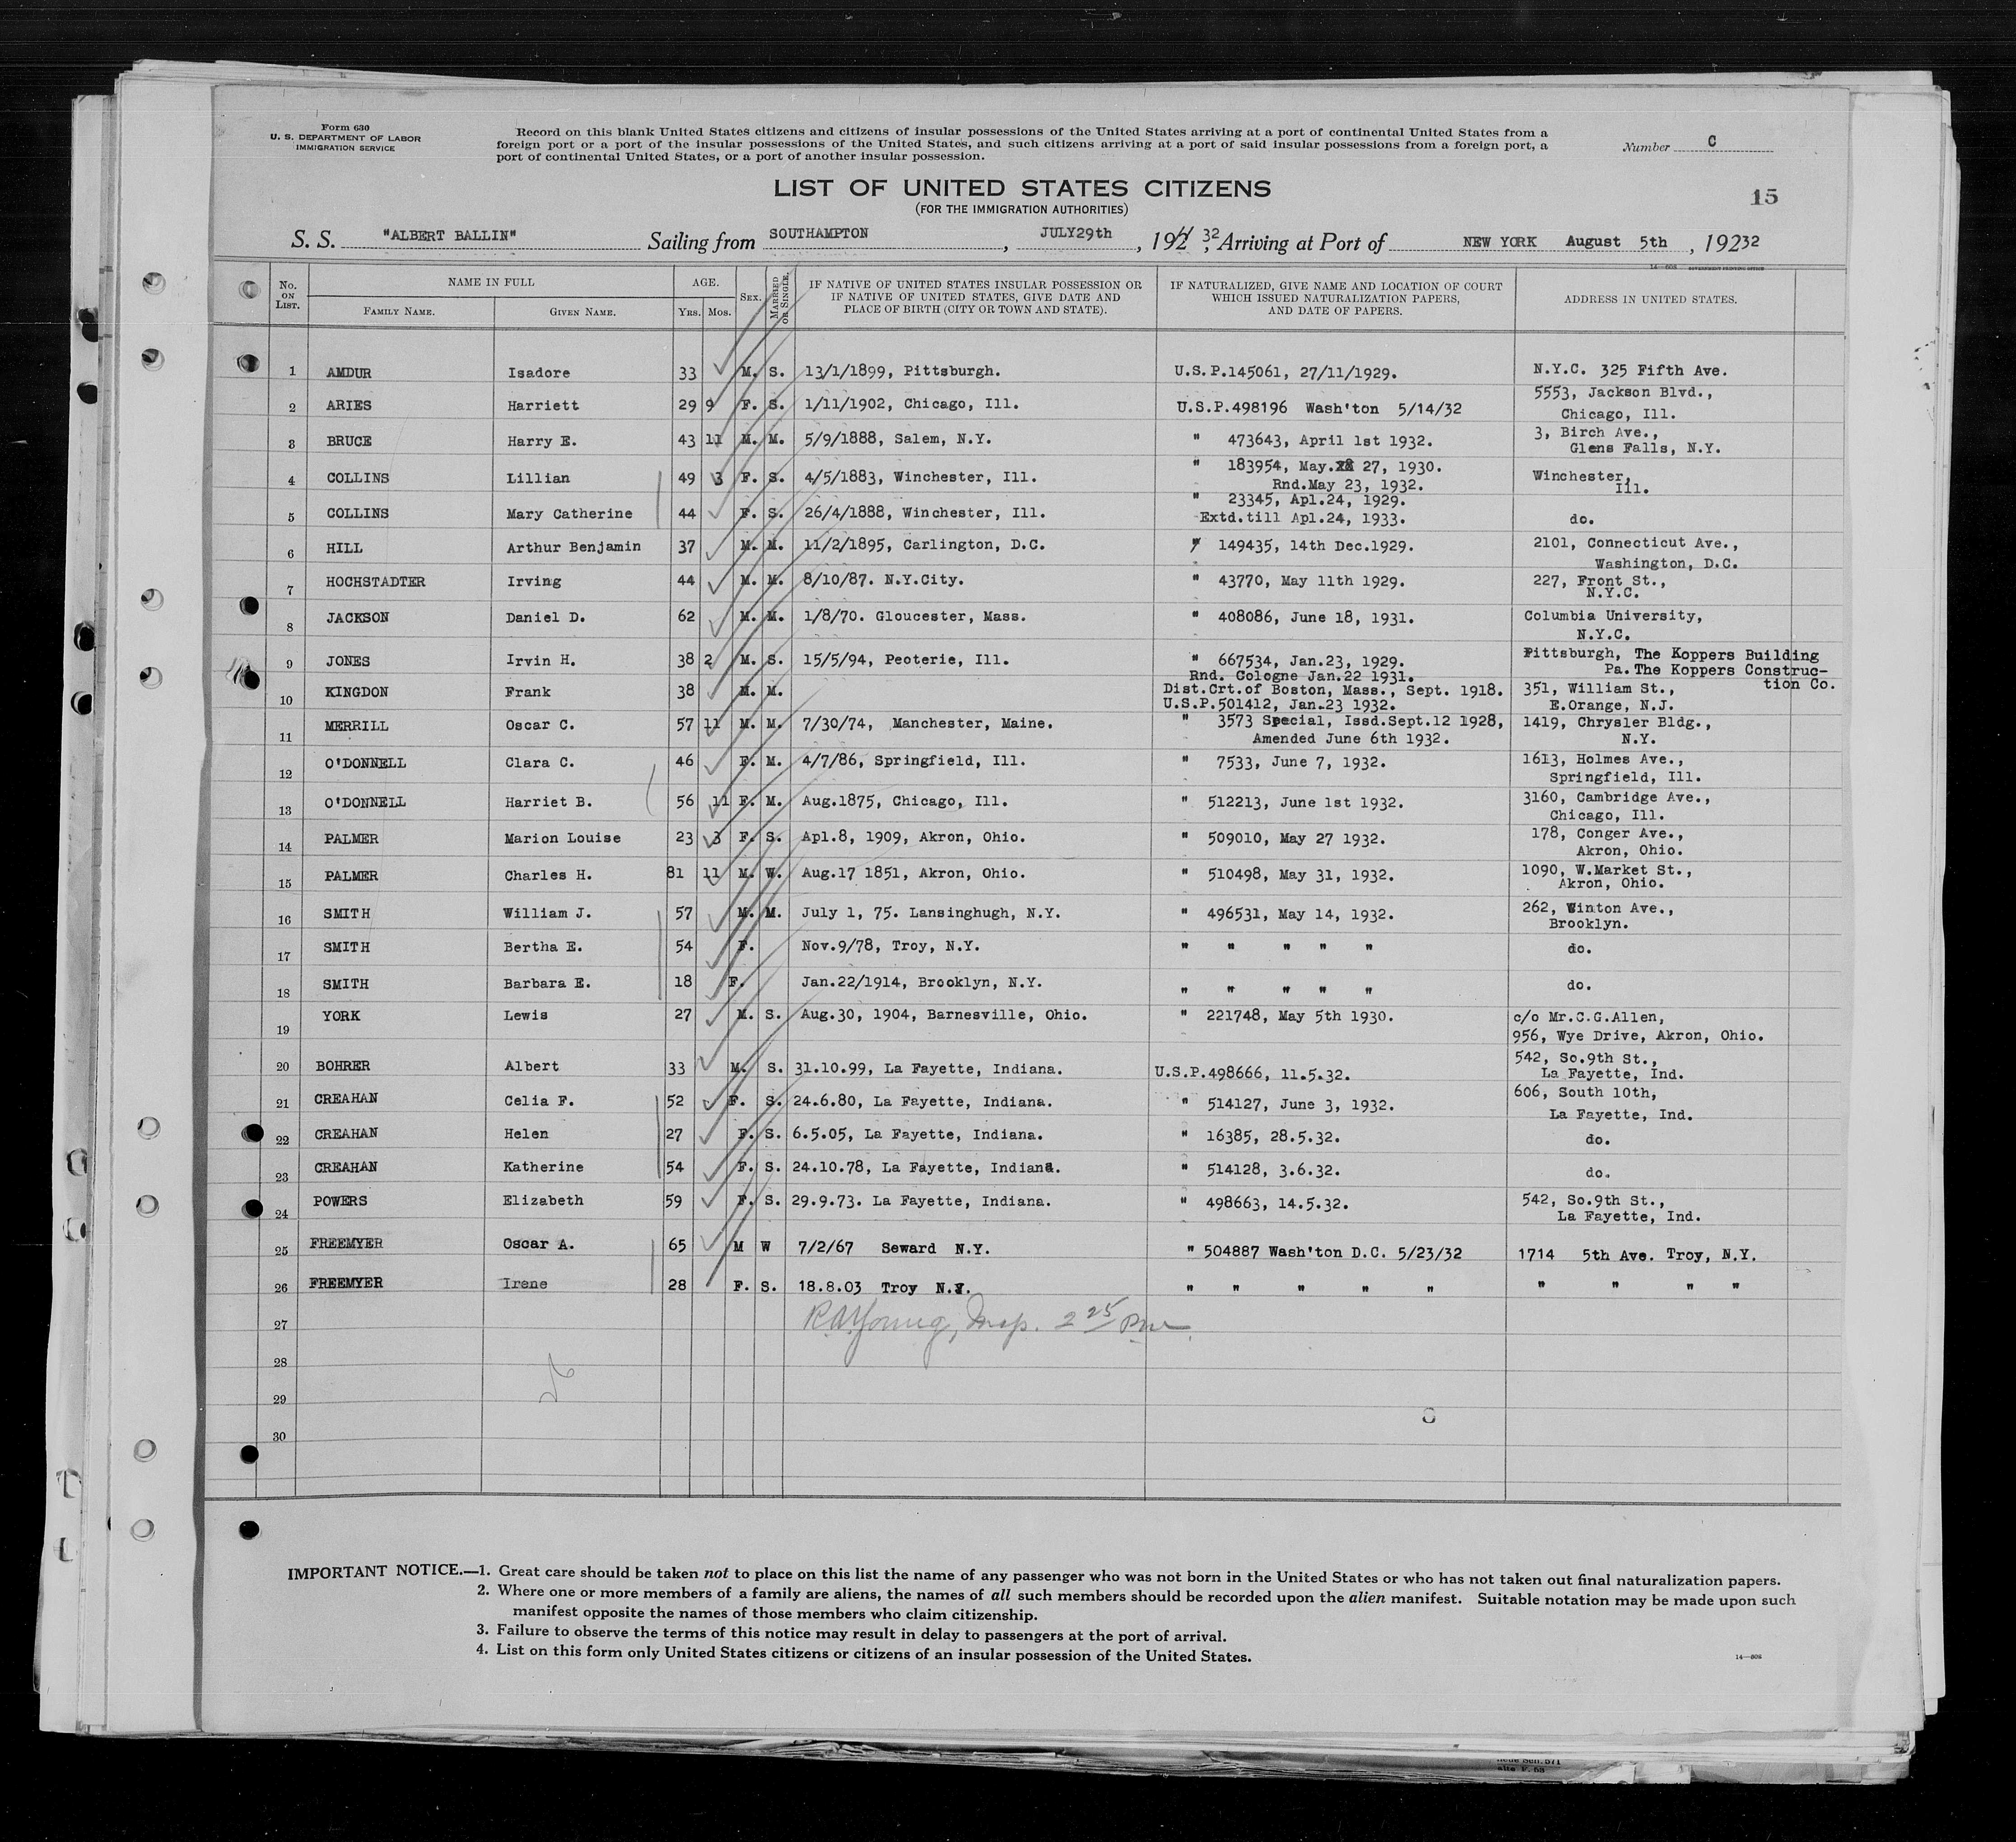 Form 630
U. S. DEPARTMENT OF LABOR
IMMIGRATION SERVICE
Record on this blank United States citizens and citizens of insular possessions of the United States arriving at a port of continental United States from a
foreign port or a port of the insular possessions of the United States, and such citizens arriving at a port of said insular possessions from a foreign port, a
port of continental United States, or a port of another insular possession.
Number C
LIST OF UNITED STATES CITIZENS
(FOR THE IMMIGRATION AUTHORITIES)
15
S. S. "ALBERT BALLIN" Sailing from SOUTHAMPTON, JULY29th, 192 32, Arriving at Port of NEW YORK August 5th, 19232
14—808 GOVERNMENT PRINTING OFFICE
No. ON LIST.
NAME IN FULL
FAMILY NAME.
GIVEN NAME.
AGE.
YRS. MOS.
SEX.
MARRIED OR SINGLE.
IF NATIVE OF UNITED STATES INSULAR POSSESSION OR
IF NATIVE OF UNITED STATES, GIVE DATE AND
PLACE OF BIRTH (CITY OR TOWN AND STATE).
IF NATURALIZED, GIVE NAME AND LOCATION OF COURT
WHICH ISSUED NATURALIZATION PAPERS,
AND DATE OF PAPERS.
ADDRESS IN UNITED STATES.
1 AMDUR Isadore 33 M. S. 13/1/1899, Pittsburgh. U.S.P.145061, 27/11/1929. N.Y.C. 325 Fifth Ave.
2 ARIES Harriett 29 9 F. S. 1/11/1902, Chicago, Ill. U.S.P.498196 Wash'ton 5/14/32 5553, Jackson Blvd.,
Chicago, Ill.
3 BRUCE Harry E. 43 11 M. M. 5/9/1888, Salem, N.Y. " 473643, April 1st 1932. 3, Birch Ave.,
Glens Falls, N.Y.
4 COLLINS Lillian 49 3 F. S. 4/5/1883, Winchester, Ill. " 183954, May. 27, 1930. Winchester,
Rnd.May 23, 1932. Ill.
5 COLLINS Mary Catherine 44 F. S. 26/4/1888, Winchester, Ill. " 23345, Apl.24, 1929.
Extd.till Apl.24, 1933. do.
6 HILL Arthur Benjamin 37 M. M. 11/2/1895, Carlington, D.C. " 149435, 14th Dec.1929. 2101, Connecticut Ave.,
Washington, D.C.
7 HOCHSTADTER Irving 44 M. M. 8/10/87. N.Y.City. " 43770, May 11th 1929. 227, Front St.,
N.Y.C.
8 JACKSON Daniel D. 62 M. M. 1/8/70. Gloucester, Mass. " 408086, June 18, 1931. Columbia University,
N.Y.C.
9 JONES Irvin H. 38 2 M. S. 15/5/94, Peoterie, Ill. " 667534, Jan.23, 1929. Pittsburgh, The Koppers Building
Rnd. Cologne Jan.22 1931. Pa. The Koppers Construc-
tion Co.
10 KINGDON Frank 38 M. M. Dist.Crt.of Boston, Mass., Sept. 1918. 351, William St.,
U.S.P.501412, Jan.23 1932. E.Orange, N.J.
11 MERRILL Oscar C. 57 11 M. M. 7/30/74, Manchester, Maine. " 3573 Special, Issd.Sept.12 1928, 1419, Chrysler Bldg.,
Amended June 6th 1932. N.Y.
12 O'DONNELL Clara C. 46 F. M. 4/7/86, Springfield, Ill. " 7533, June 7, 1932. 1613, Holmes Ave.,
Springfield, Ill.
13 O'DONNELL Harriet B. 56 11 F. M. Aug.1875, Chicago, Ill. " 512213, June 1st 1932. 3160, Cambridge Ave.,
Chicago, Ill.
14 PALMER Marion Louise 23 3 F. S. Apl.8, 1909, Akron, Ohio. " 509010, May 27 1932. 178, Conger Ave.,
Akron, Ohio.
15 PALMER Charles H. 81 11 M. W. Aug.17 1851, Akron, Ohio. " 510498, May 31, 1932. 1090, W.Market St.,
Akron, Ohio.
16 SMITH William J. 57 M. M. July 1, 75. Lansinghugh, N.Y. " 496531, May 14, 1932. 262, Winton Ave.,
Brooklyn.
17 SMITH Bertha E. 54 F. Nov.9/78, Troy, N.Y. " " " " " do.
18 SMITH Barbara E. 18 F. Jan.22/1914, Brooklyn, N.Y. " " " " " do.
19 YORK Lewis 27 M. S. Aug.30, 1904, Barnesville, Ohio. " 221748, May 5th 1930. c/o Mr.C.G.Allen,
956, Wye Drive, Akron, Ohio.
20 BOHRER Albert 33 M. S. 31.10.99, La Fayette, Indiana. U.S.P.498666, 11.5.32. 542, So.9th St.,
La Fayette, Ind.
21 CREAHAN Celia F. 52 F. S. 24.6.80, La Fayette, Indiana. " 514127, June 3, 1932. 606, South 10th,
La Fayette, Ind.
22 CREAHAN Helen 27 F. S. 6.5.05, La Fayette, Indiana. " 16385, 28.5.32. do.
23 CREAHAN Katherine 54 F. S. 24.10.78, La Fayette, Indiana. " 514128, 3.6.32. do.
24 POWERS Elizabeth 59 F. S. 29.9.73. La Fayette, Indiana. " 498663, 14.5.32. 542, So.9th St.,
La Fayette, Ind.
25 FREEMYER Oscar A. 65 M W 7/2/67 Seward N.Y. " 504887 Wash'ton D.C. 5/23/32 1714 5th Ave. Troy, N.Y.
26 FREEMYER Irene 28 F. S. 18.8.03 Troy N.Y. " " " " " " " " "
27 R.A.Young, Insp. 2 25 Pm
28
29
30
IMPORTANT NOTICE.—1. Great care should be taken not to place on this list the name of any passenger who was not born in the United States or who has not taken out final naturalization papers.
2. Where one or more members of a family are aliens, the names of all such members should be recorded upon the alien manifest. Suitable notation may be made upon such
manifest opposite the names of those members who claim citizenship.
3. Failure to observe the terms of this notice may result in delay to passengers at the port of arrival.
4. List on this form only United States citizens or citizens of an insular possession of the United States.
14—808